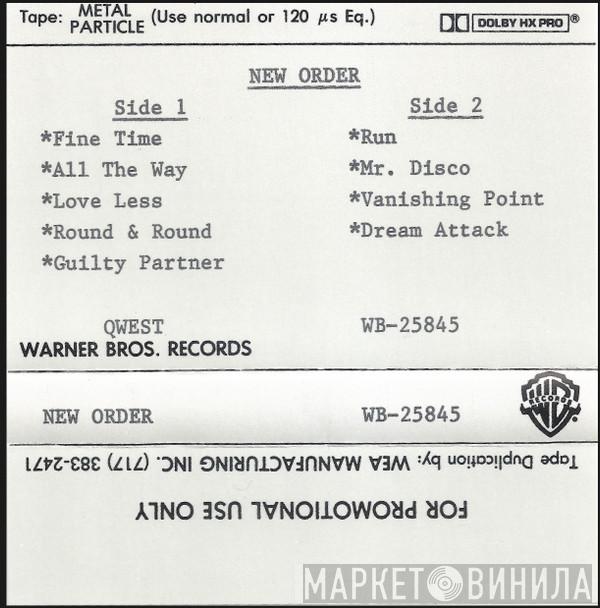 Tape: METAL PARTICLE (Use normal or 120 µs Eq.)
DOLBY HX PRO®
NEW ORDER
Side 1
*Fine Time
*All The Way
*Love Less
*Round & Round
*Guilty Partner
Side 2
*Run
*Mr. Disco
*Vanishing Point
*Dream Attack
QWEST
WB-25845
WARNER BROS. RECORDS
NEW ORDER
WB-25845
WB RECORDS
Tape Duplication by: WEA MANUFACTURING INC. (717) 383-2471
FOR PROMOTIONAL USE ONLY
МАРКЕТ ВИНИЛА